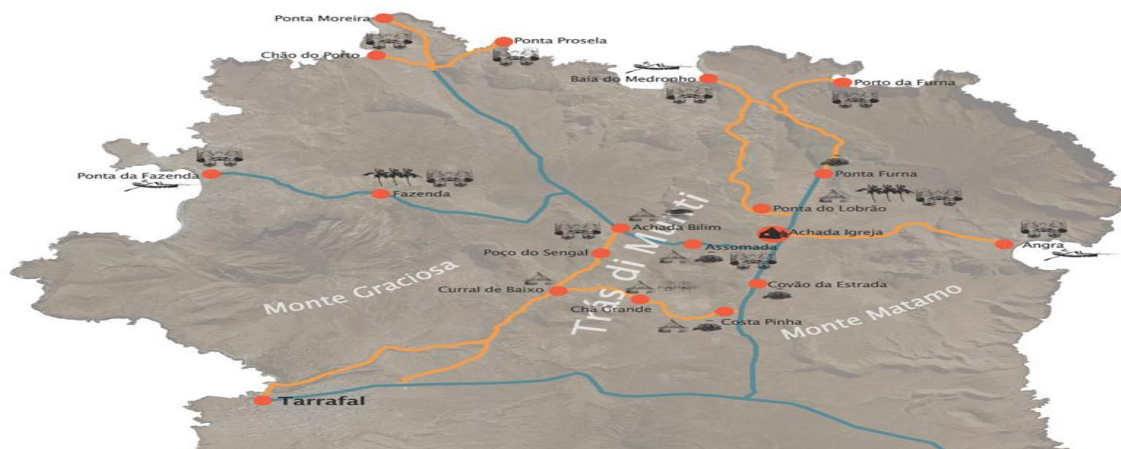 Ponta Moreira
Ponta Prosela
Chão do Porto
Baia do Medronho
Porto da Furna
Ponta da Fazenda
Fazenda
Ponta Furna
Ponta do Lobrão
Achada Bilim
Achada Igreja
Assomada
Angra
Poço do Sengal
Trás di Munti
Monte Graciosa
Curral de Baixo
Covão da Estrada
Chã Grande
Costa Pinha
Monte Matamo
Tarrafal